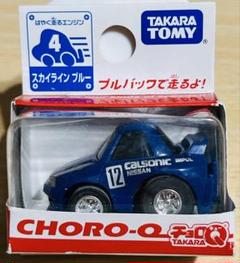 はやく走るエンジン
4
スカイライン ブルー
TAKARA
TOMY
プルバックで走るよ!
calsonic
IMPUL
12
NISSAN
CHORO-Q
チョロQ
TAKARA